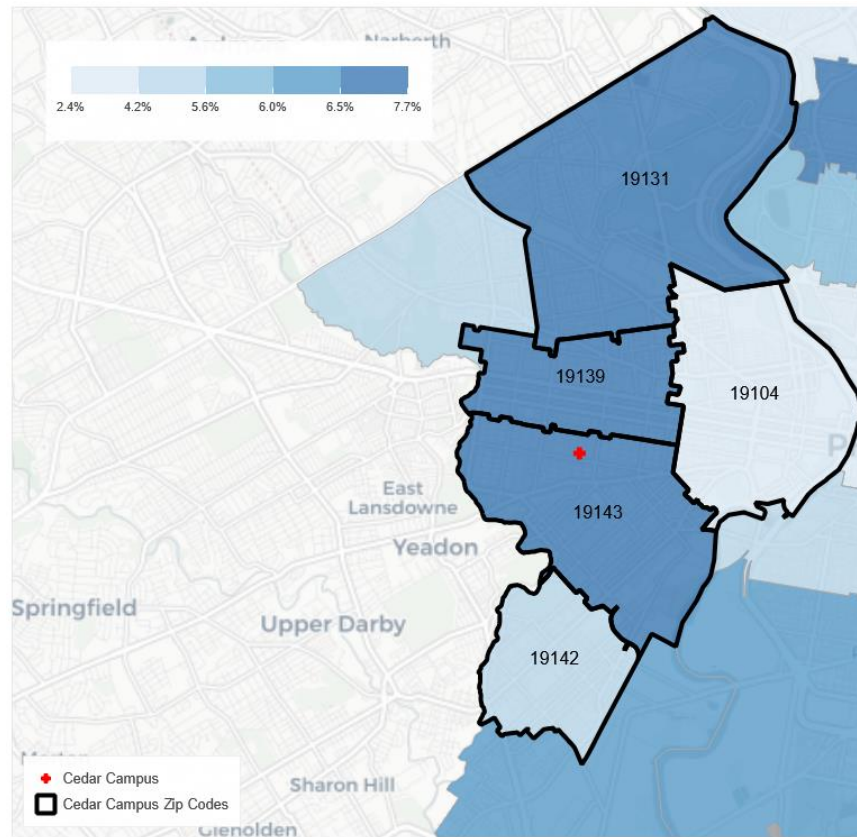 Narberth
2.4%
4.2%
5.6%
6.0%
6.5%
7.7%
19131
19139
19104
P
East
Lansdowne
19143
Yeadon
Springfield
Upper Darby
19142
Cedar Campus
Sharon Hill
Cedar Campus Zip Codes
Glenolden